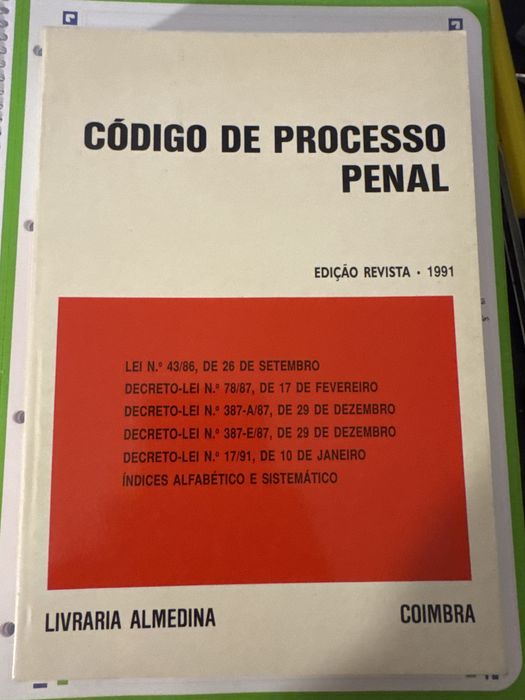 CÓDIGO DE PROCESSO
PENAL
EDIÇÃO REVISTA • 1991
LEI N.º 43/86, DE 26 DE SETEMBRO
DECRETO-LEI N.º 78/87, DE 17 DE FEVEREIRO
DECRETO-LEI N.º 387-A/87, DE 29 DE DEZEMBRO
DECRETO-LEI N.º 387-E/87, DE 29 DE DEZEMBRO
DECRETO-LEI N.º 17/91, DE 10 DE JANEIRO
ÍNDICES ALFABÉTICO E SISTEMÁTICO
LIVRARIA ALMEDINA
COIMBRA